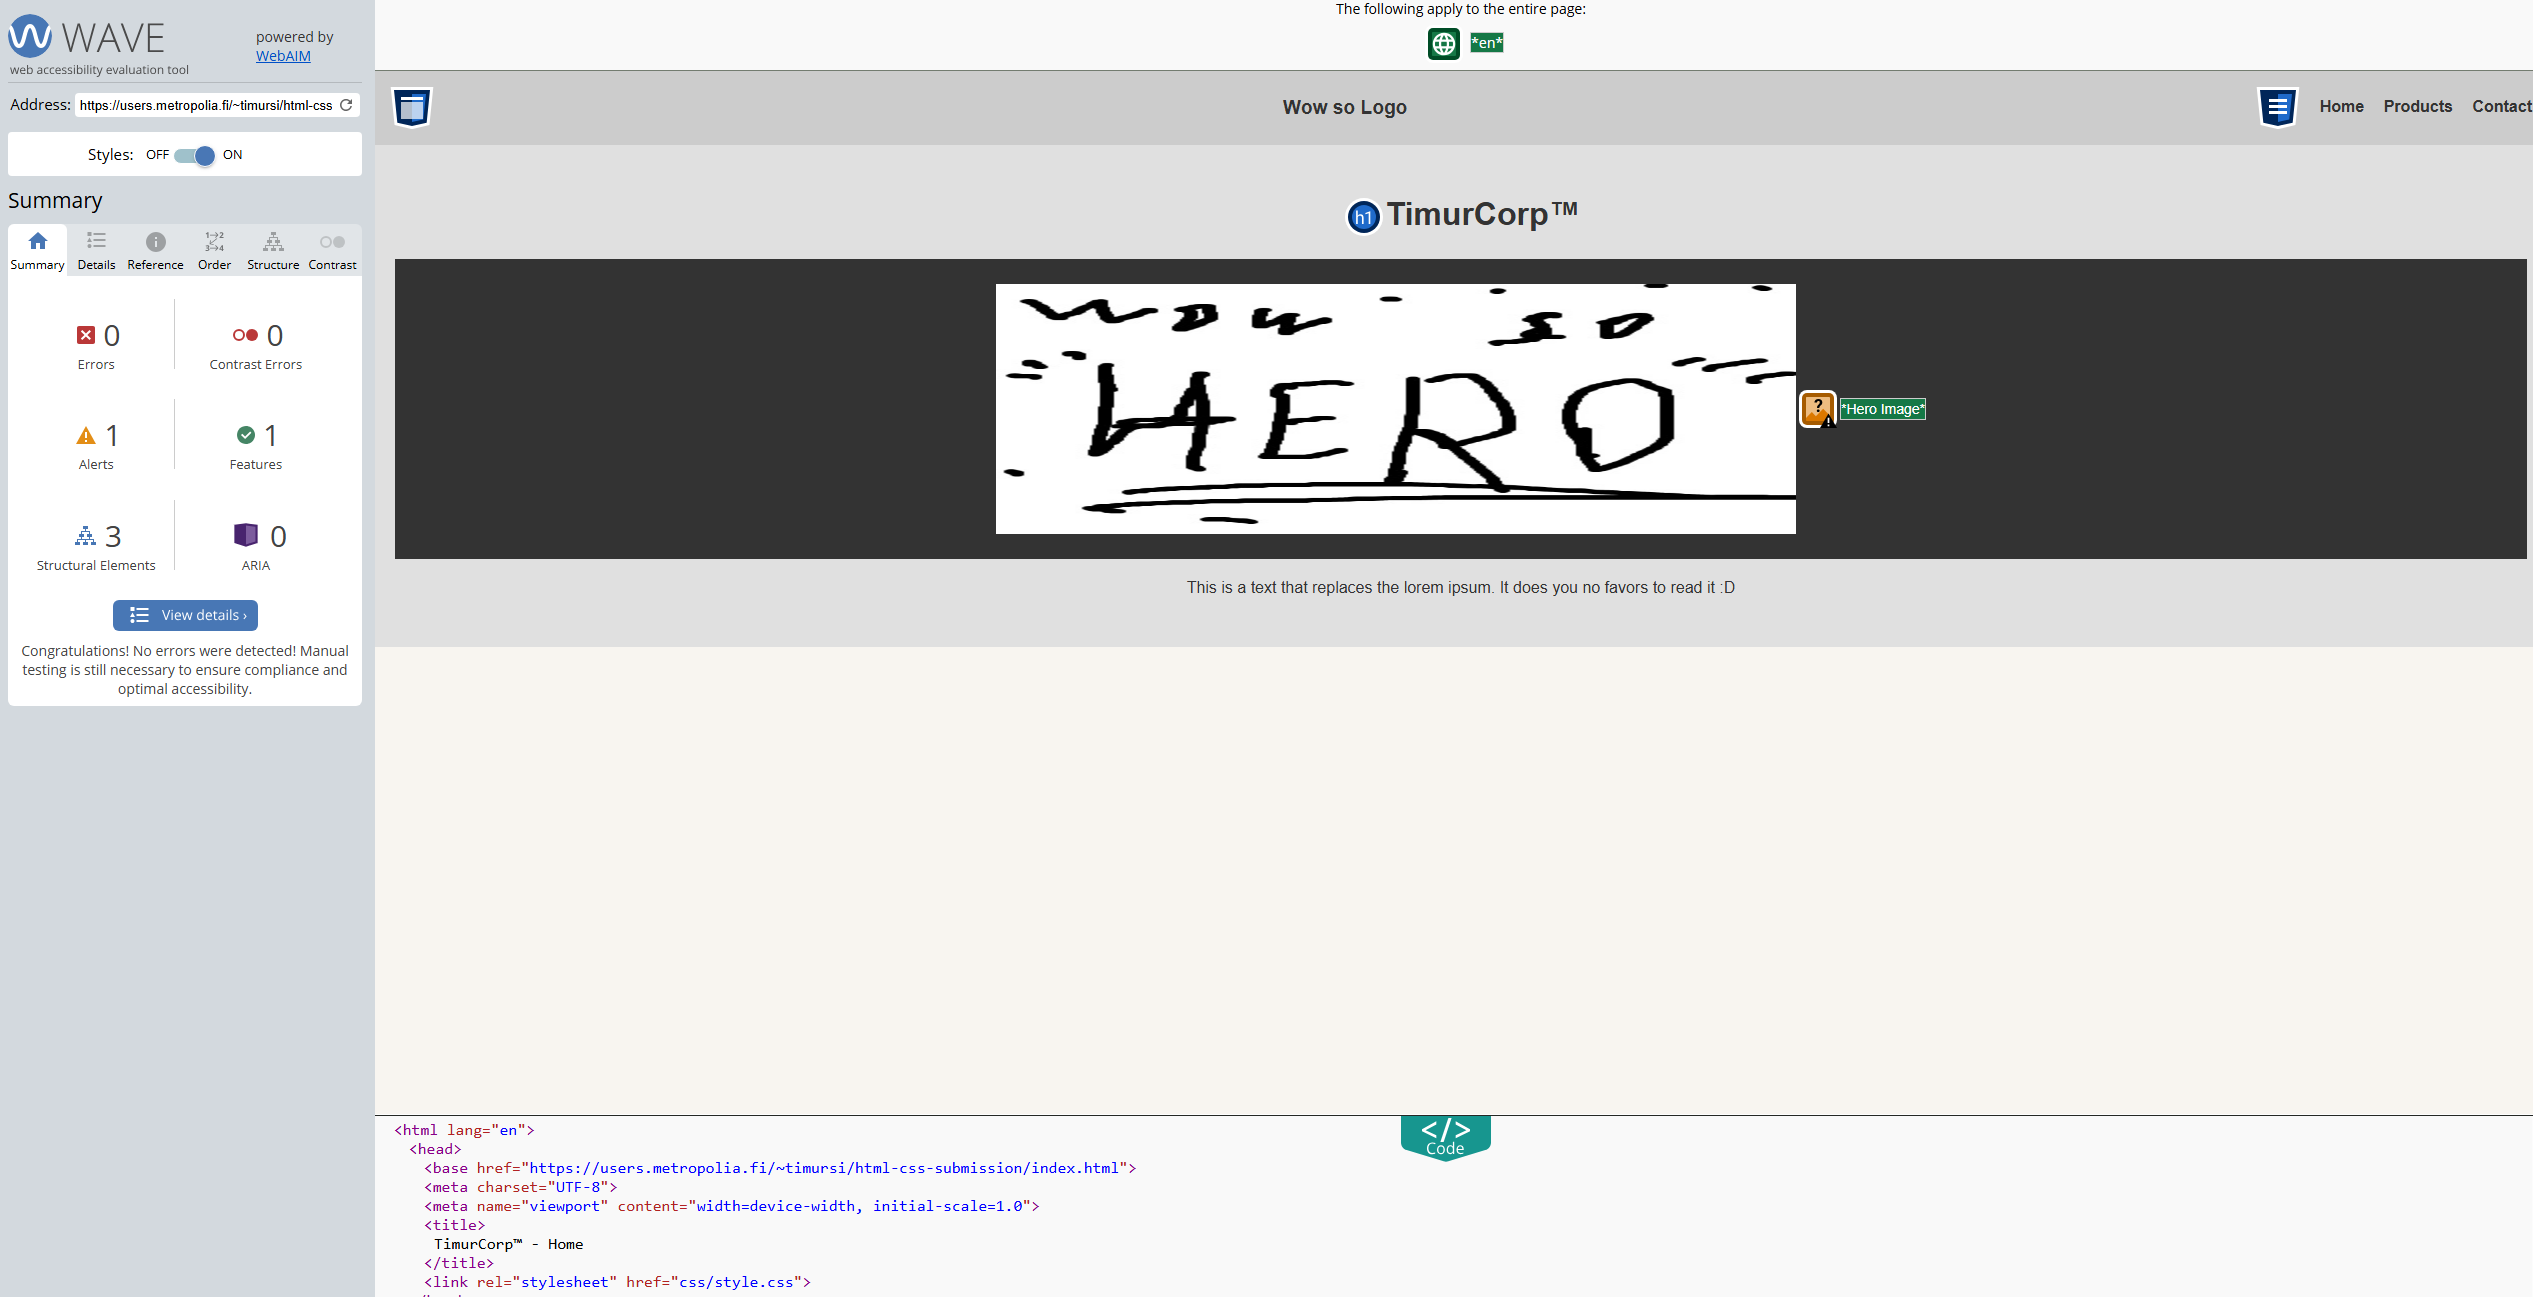 WAVE
powered by
WebAIM
web accessibility evaluation tool
Address: https://users.metropolia.fi/~timursi/html-css
Styles: OFF ON
Summary
Summary Details Reference Order Structure Contrast
0 Errors
0 Contrast Errors
1 Alerts
1 Features
3 Structural Elements
0 ARIA
View details ›
Congratulations! No errors were detected! Manual
testing is still necessary to ensure compliance and
optimal accessibility.
The following apply to the entire page:
*en*
Wow so Logo
Home Products Contact
h1 TimurCorp™
WOW SO
HERO
*Hero Image*
This is a text that replaces the lorem ipsum. It does you no favors to read it :D
</> Code
<html lang="en">
<head>
<base href="https://users.metropolia.fi/~timursi/html-css-submission/index.html">
<meta charset="UTF-8">
<meta name="viewport" content="width=device-width, initial-scale=1.0">
<title>
TimurCorp™ - Home
</title>
<link rel="stylesheet" href="css/style.css">